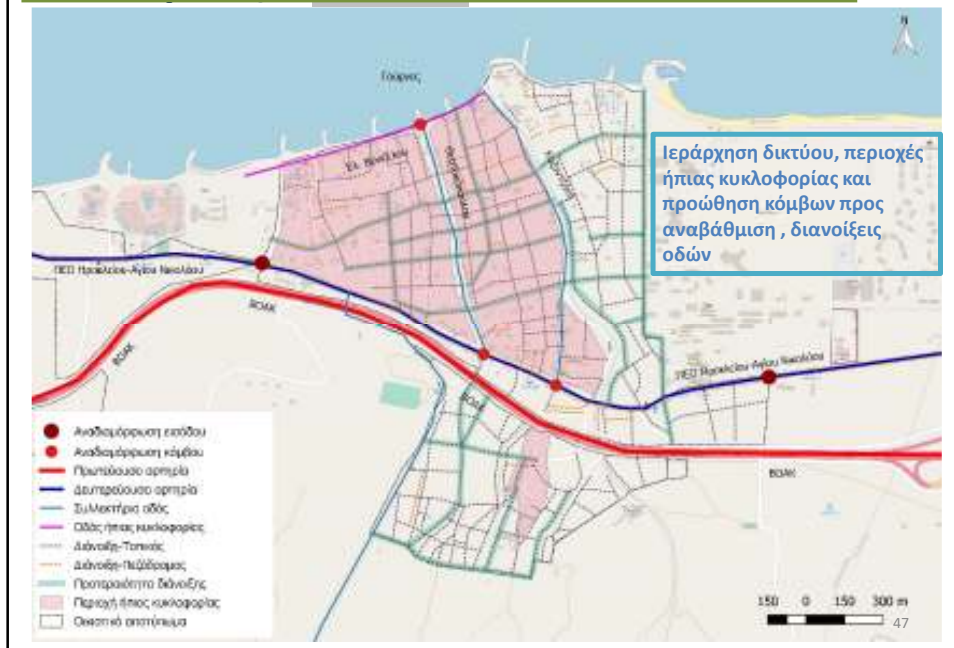 N
Γούρνες
Ελ. Βενιζέλου
Ιεράρχηση δικτύου, περιοχές
ήπιας κυκλοφορίας και
προώθηση κόμβων προς
αναβάθμιση , διανοίξεις
οδών
ΠΕΟ Ηρακλείου-Αγίου Νικολάου
ΒΟΑΚ
ΒΟΑΚ
ΠΕΟ Ηρακλείου-Αγίου Νικολάου
ΒΟΑΚ
ΒΟΑΚ
Αναδιαμόρφωση εισόδου
Αναδιαμόρφωση κόμβου
Πρωτεύουσα αρτηρία
Δευτερεύουσα αρτηρία
Συλλεκτήρια οδός
Οδός ήπιας κυκλοφορίας
Διάνοιξη-Τοπικός
Διάνοιξη-Πεζόδρομος
Προτεραιότητα διάνοιξης
Περιοχή ήπιας κυκλοφορίας
Οικιστικό αποτύπωμα
150 0 150 300 m
47